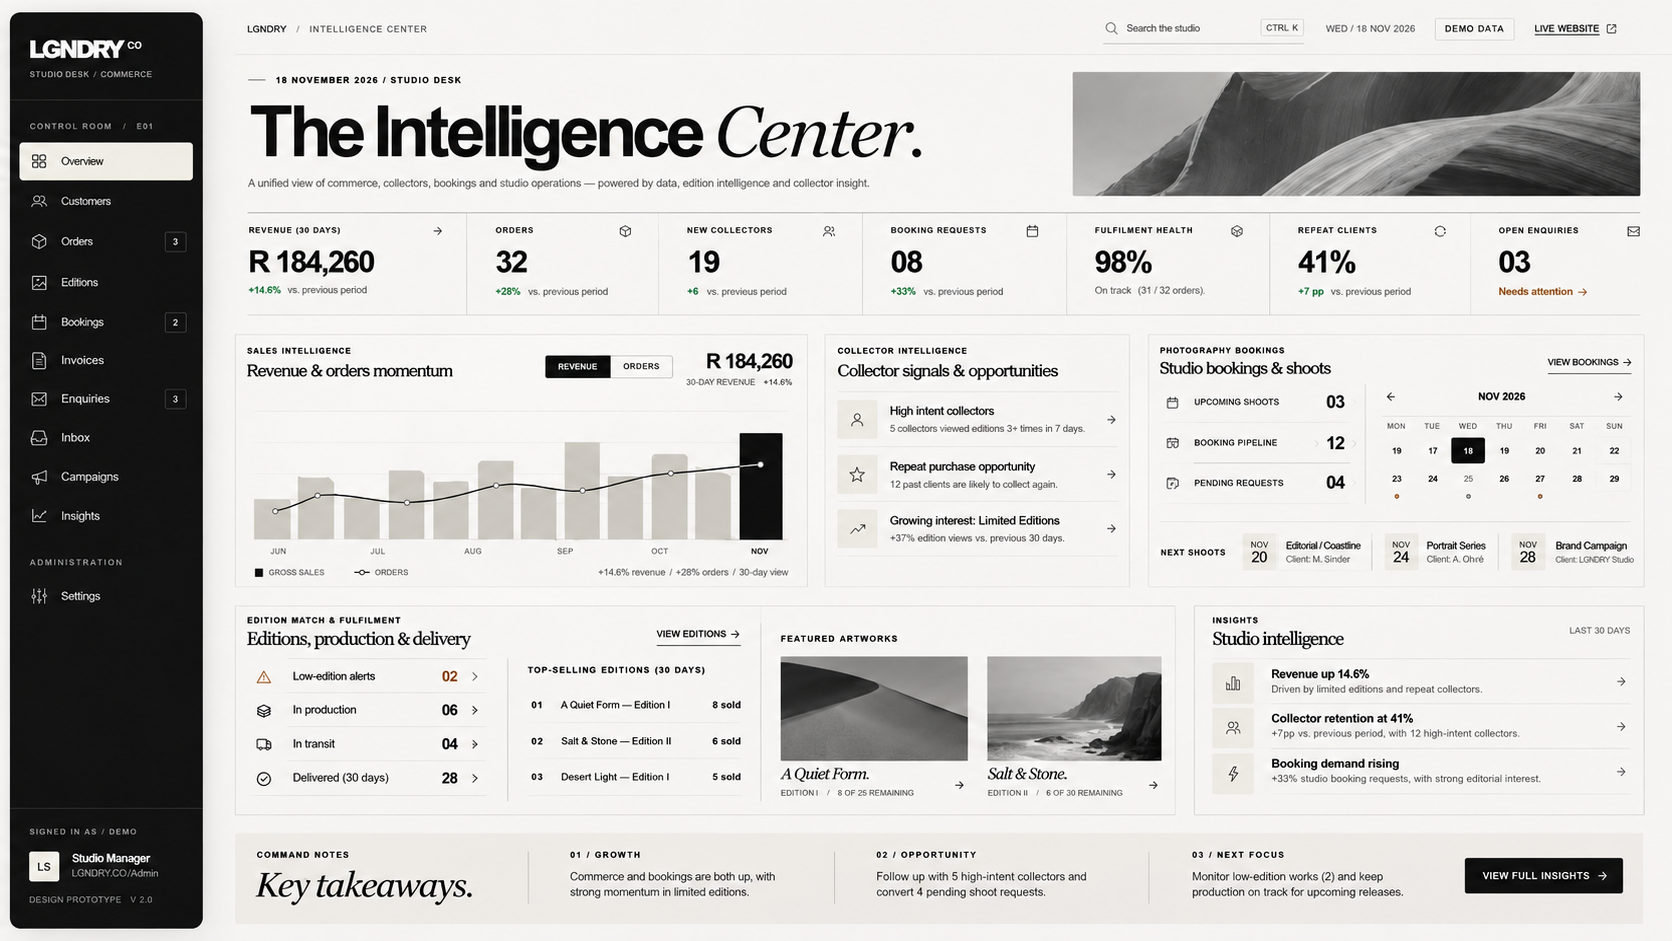 LGNDRY CO
STUDIO DESK / COMMERCE
CONTROL ROOM / E01
Overview
Customers
Orders 3
Editions
Bookings 2
Invoices
Enquiries 3
Inbox
Campaigns
Insights
ADMINISTRATION
Settings
SIGNED IN AS / DEMO
LS
Studio Manager
LGNDRY.CO/Admin
DESIGN PROTOTYPE V 2.0
LGNDRY / INTELLIGENCE CENTER
Search the studio CTRL K
WED / 18 NOV 2026
DEMO DATA
LIVE WEBSITE
18 NOVEMBER 2026 / STUDIO DESK
The Intelligence Center.
A unified view of commerce, collectors, bookings and studio operations — powered by data, edition intelligence and collector insight.
REVENUE (30 DAYS)
R 184,260
+14.6% vs. previous period
ORDERS
32
+28% vs. previous period
NEW COLLECTORS
19
+6 vs. previous period
BOOKING REQUESTS
08
+33% vs. previous period
FULFILMENT HEALTH
98%
On track (31 / 32 orders).
REPEAT CLIENTS
41%
+7 pp vs. previous period
OPEN ENQUIRIES
03
Needs attention →
SALES INTELLIGENCE
Revenue & orders momentum
REVENUE ORDERS
R 184,260
30-DAY REVENUE +14.6%
JUN JUL AUG SEP OCT NOV
GROSS SALES ORDERS
+14.6% revenue / +28% orders / 30-day view
COLLECTOR INTELLIGENCE
Collector signals & opportunities
High intent collectors
5 collectors viewed editions 3+ times in 7 days.
Repeat purchase opportunity
12 past clients are likely to collect again.
Growing interest: Limited Editions
+37% edition views vs. previous 30 days.
PHOTOGRAPHY BOOKINGS
Studio bookings & shoots
VIEW BOOKINGS →
UPCOMING SHOOTS 03
BOOKING PIPELINE 12
PENDING REQUESTS 04
NOV 2026
MON TUE WED THU FRI SAT SUN
19 17 18 19 20 21 22
23 24 25 26 27 28 29
NEXT SHOOTS
NOV
20
Editorial / Coastline
Client: M. Sinder
NOV
24
Portrait Series
Client: A. Ohré
NOV
28
Brand Campaign
Client: LGNDRY Studio
EDITION MATCH & FULFILMENT
Editions, production & delivery
VIEW EDITIONS →
Low-edition alerts 02
In production 06
In transit 04
Delivered (30 days) 28
TOP-SELLING EDITIONS (30 DAYS)
01 A Quiet Form — Edition I 8 sold
02 Salt & Stone — Edition II 6 sold
03 Desert Light — Edition I 5 sold
FEATURED ARTWORKS
A Quiet Form.
EDITION I / 8 OF 25 REMAINING
Salt & Stone.
EDITION II / 6 OF 30 REMAINING
INSIGHTS
Studio intelligence
LAST 30 DAYS
Revenue up 14.6%
Driven by limited editions and repeat collectors.
Collector retention at 41%
+7pp vs. previous period, with 12 high-intent collectors.
Booking demand rising
+33% studio booking requests, with strong editorial interest.
COMMAND NOTES
Key takeaways.
01 / GROWTH
Commerce and bookings are both up, with
strong momentum in limited editions.
02 / OPPORTUNITY
Follow up with 5 high-intent collectors and
convert 4 pending shoot requests.
03 / NEXT FOCUS
Monitor low-edition works (2) and keep
production on track for upcoming releases.
VIEW FULL INSIGHTS →